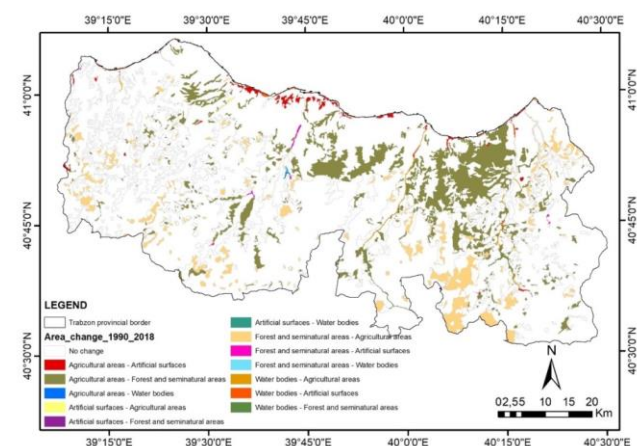 39°15'0"E 39°30'0"E 39°45'0"E 40°0'0"E 40°15'0"E 40°30'0"E
41°0'0"N 41°0'0"N
40°45'0"N 40°45'0"N
40°30'0"N 40°30'0"N
LEGEND
Trabzon provincial border
Area_change_1990_2018
No change
Agricultural areas - Artificial surfaces
Agricultural areas - Forest and seminatural areas
Agricultural areas - Water bodies
Artificial surfaces - Agricultural areas
Artificial surfaces - Forest and seminatural areas
Artificial surfaces - Water bodies
Forest and seminatural areas - Agricultural areas
Forest and seminatural areas - Artificial surfaces
Forest and seminatural areas - Water bodies
Water bodies - Agricultural areas
Water bodies - Artificial surfaces
Water bodies - Forest and seminatural areas
N
02,55 10 15 20
Km
39°15'0"E 39°30'0"E 39°45'0"E 40°0'0"E 40°15'0"E 40°30'0"E